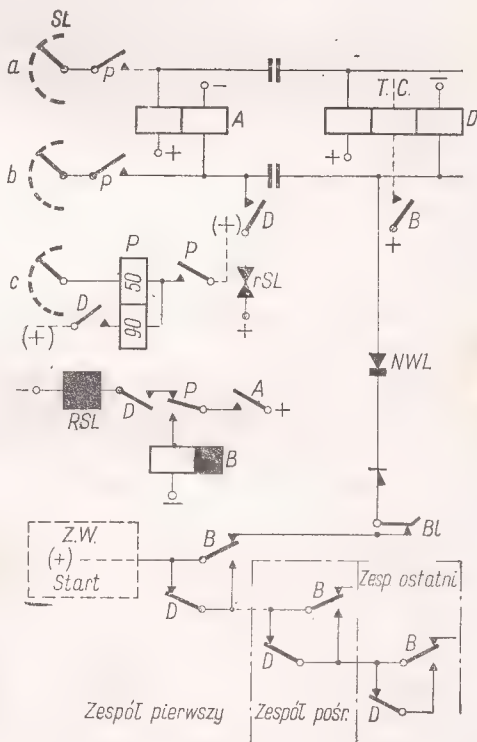 SŁ
a
P
−
A
+
T.
C.
−
D
+
b
P
D
B
(+)
+
c
P
50
90
P
rSL
+
D
(+)
NWL
−
RSL
D
P
A
+
B
Bl
Z.W.
(+)
Start
B
D
B
Zesp ostatni
D
B
D
Zespół pierwszy
Zespół pośr.